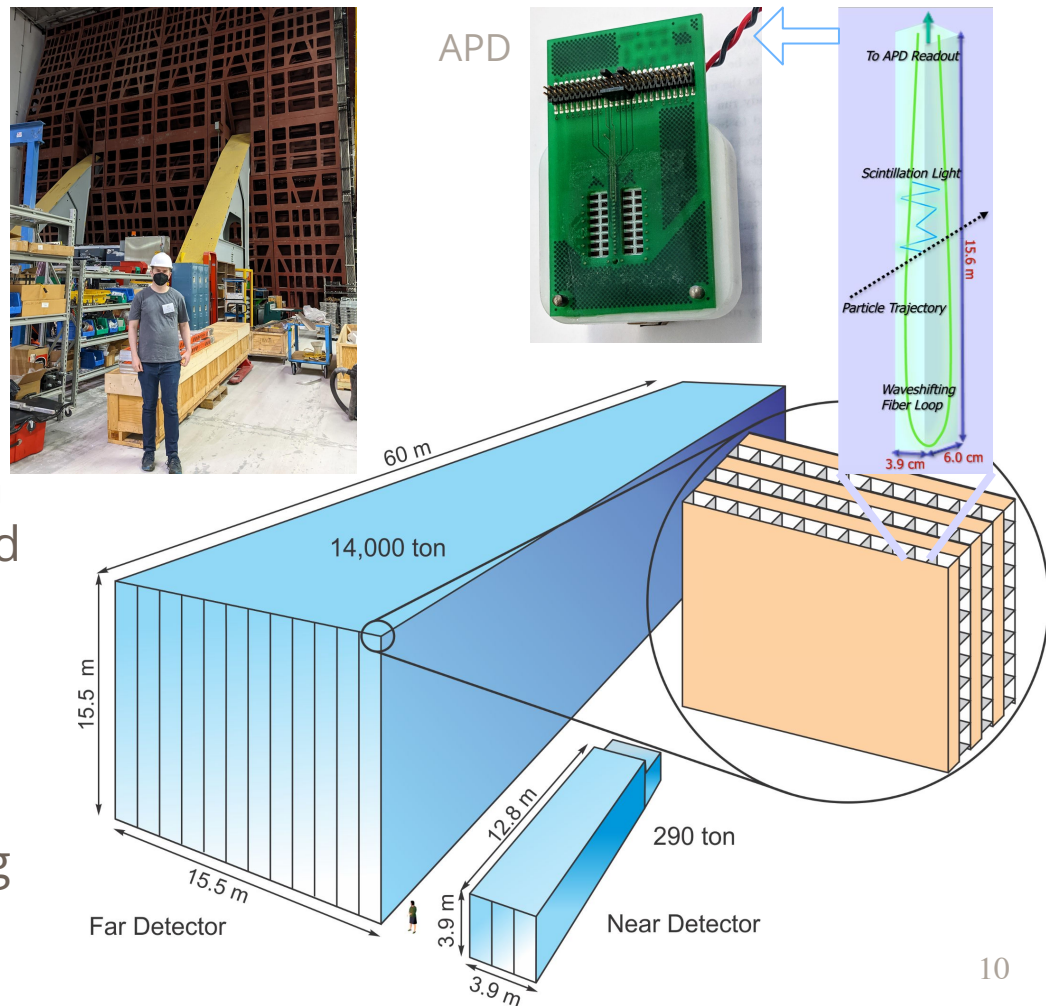 APD
To APD Readout
Scintillation Light
15.6 m
Particle Trajectory
Waveshifting
Fiber Loop
3.9 cm
6.0 cm
60 m
d
14,000 ton
15.5 m
12.8 m
290 ton
g
15.5 m
Far Detector
3.9 m
Near Detector
3.9 m
10